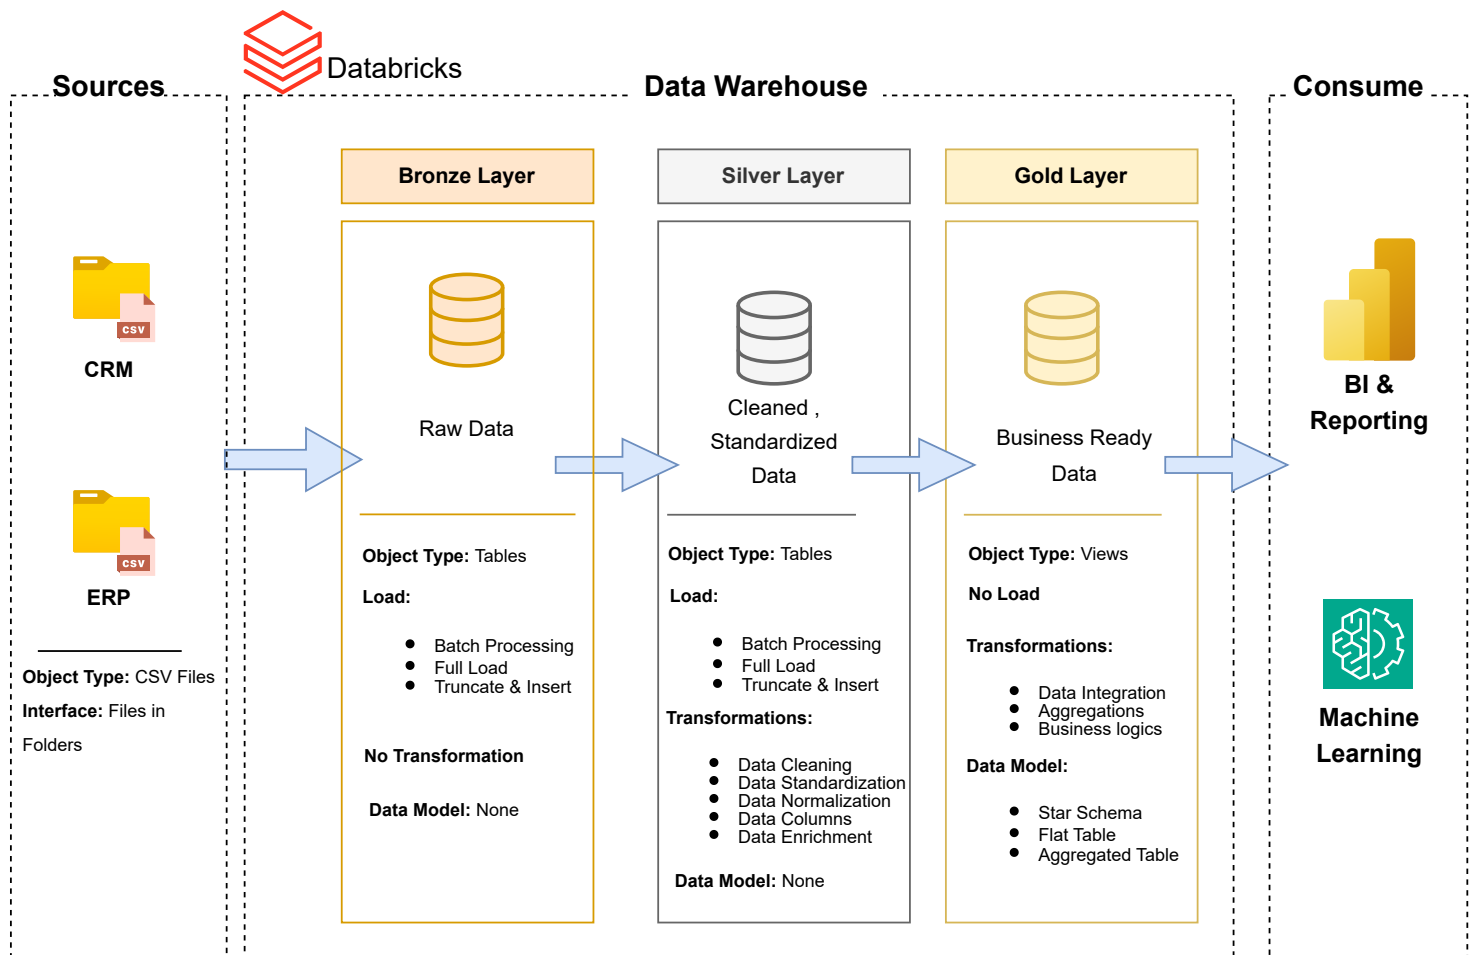 Databricks
Sources
Data Warehouse
Consume
CSV
CRM
CSV
ERP
Object Type: CSV Files
Interface: Files in
Folders
Bronze Layer
Raw Data
Object Type: Tables
Load:
Batch Processing
Full Load
Truncate & Insert
No Transformation
Data Model: None
Silver Layer
Cleaned ,
Standardized
Data
Object Type: Tables
Load:
Batch Processing
Full Load
Truncate & Insert
Transformations:
Data Cleaning
Data Standardization
Data Normalization
Data Columns
Data Enrichment
Data Model: None
Gold Layer
Business Ready
Data
Object Type: Views
No Load
Transformations:
Data Integration
Aggregations
Business logics
Data Model:
Star Schema
Flat Table
Aggregated Table
BI &
Reporting
Machine
Learning